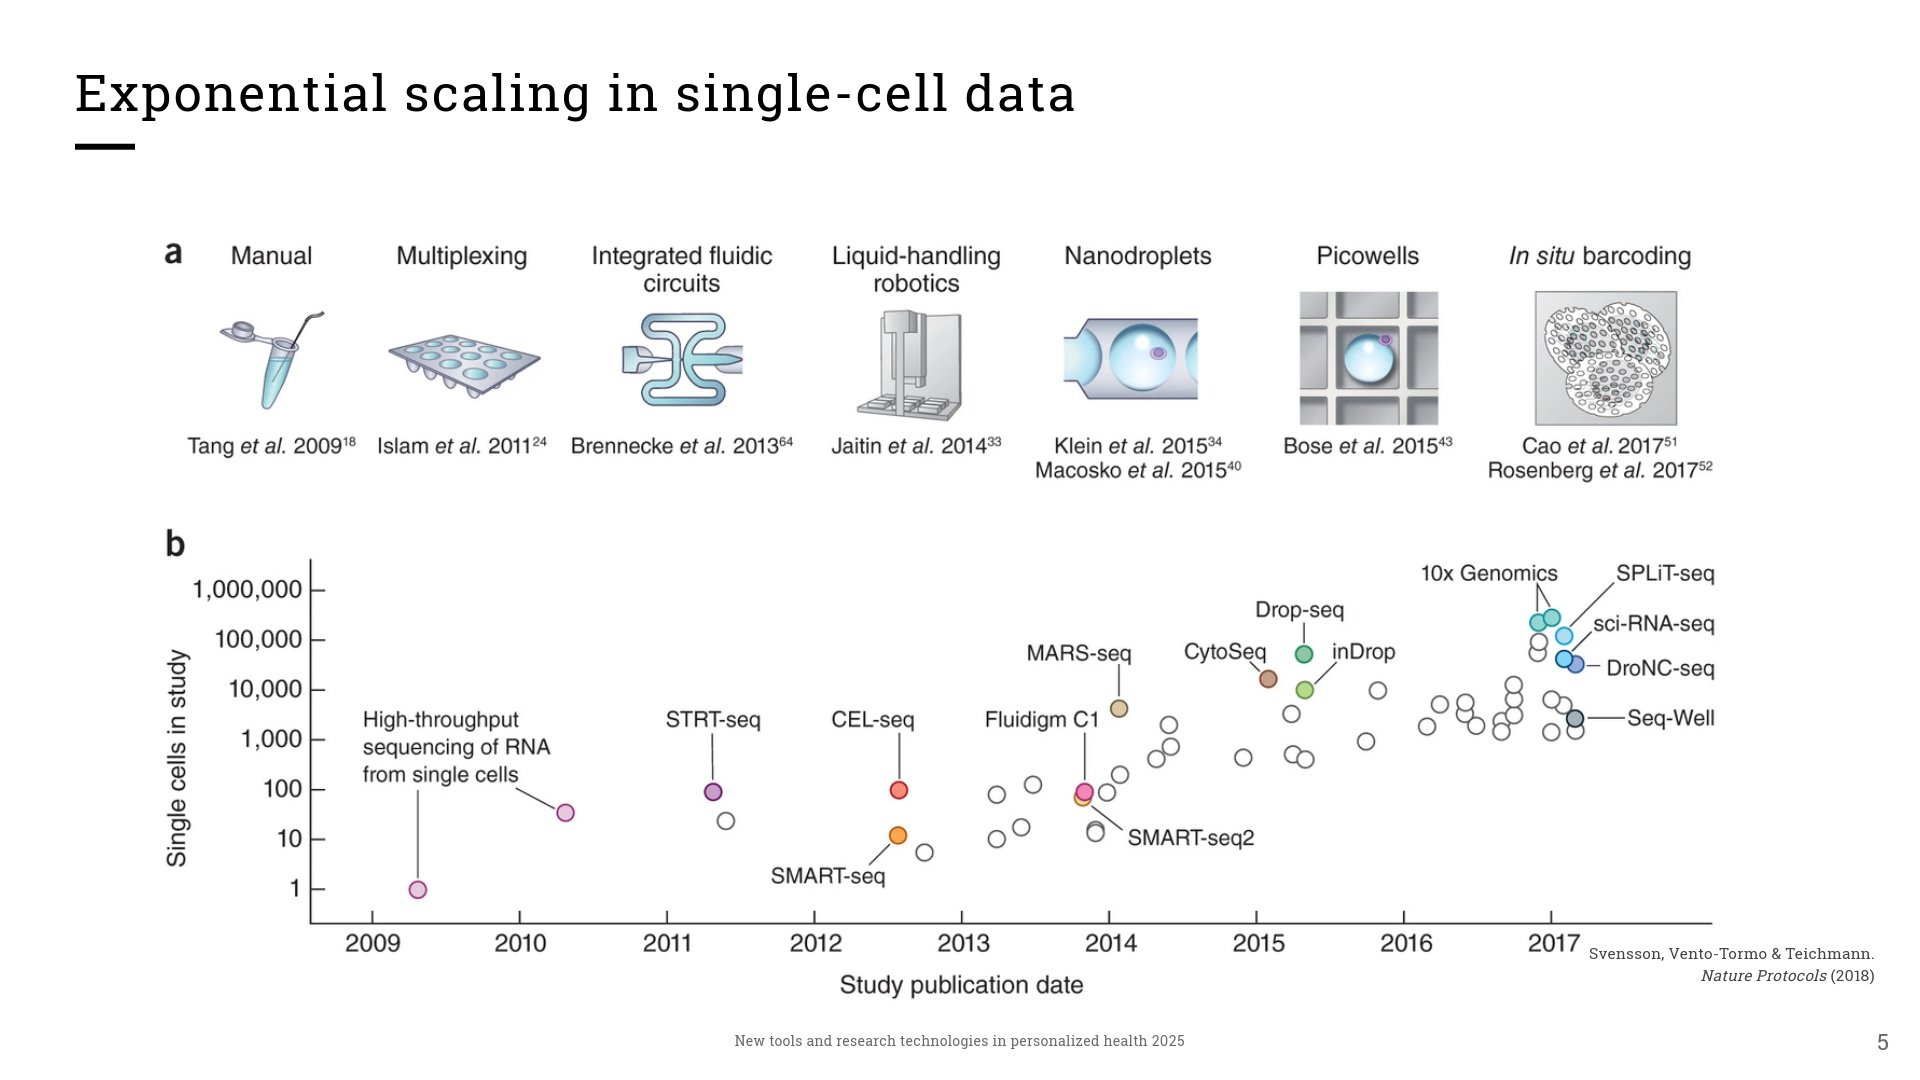 Exponential scaling in single-cell data
a
Manual
Multiplexing
Integrated fluidic
circuits
Liquid-handling
robotics
Nanodroplets
Picowells
In situ barcoding
Tang et al. 2009¹⁸
Islam et al. 2011²⁴
Brennecke et al. 2013⁶⁴
Jaitin et al. 2014³³
Klein et al. 2015³⁴
Macosko et al. 2015⁴⁰
Bose et al. 2015⁴³
Cao et al. 2017⁵¹
Rosenberg et al. 2017⁵²
b
Single cells in study
1,000,000
100,000
10,000
1,000
100
10
1
High-throughput
sequencing of RNA
from single cells
STRT-seq
CEL-seq
SMART-seq
Fluidigm C1
SMART-seq2
MARS-seq
CytoSeq
Drop-seq
inDrop
10x Genomics
SPLiT-seq
sci-RNA-seq
DroNC-seq
Seq-Well
2009
2010
2011
2012
2013
2014
2015
2016
2017
Study publication date
Svensson, Vento-Tormo & Teichmann.
Nature Protocols (2018)
New tools and research technologies in personalized health 2025
5